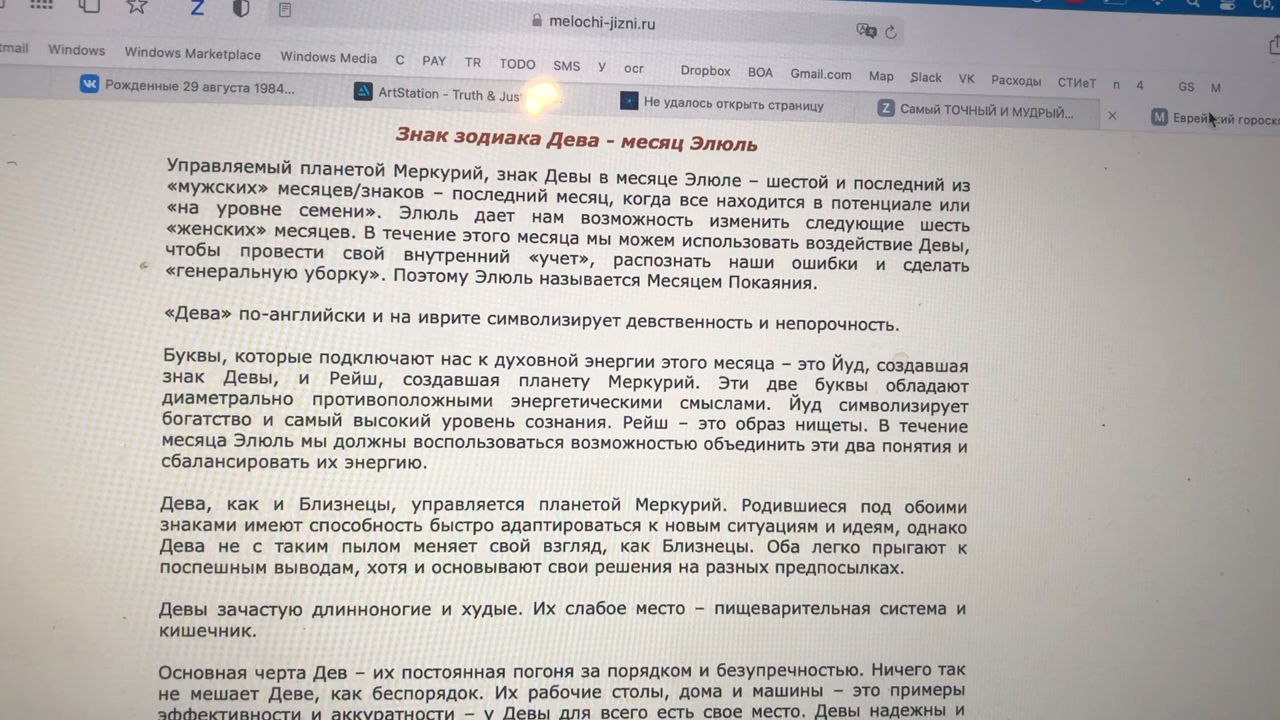 Ср,
melochi-jizni.ru
Windows Windows Marketplace Windows Media C PAY TR TODO SMS У ocr Dropbox BOA Gmail.com Map Slack VK Расходы СТИеТ n 4 GS M
Рожденные 29 августа 1984... ArtStation - Truth & Jus Не удалось открыть страницу Z Самый ТОЧНЫЙ И МУДРЫЙ... M
Знак зодиака Дева - месяц Элюль
Управляемый планетой Меркурий, знак Девы в месяце Элюле – шестой и последний из
«мужских» месяцев/знаков – последний месяц, когда все находится в потенциале или
«на уровне семени». Элюль дает нам возможность изменить следующие шесть
«женских» месяцев. В течение этого месяца мы можем использовать воздействие Девы,
чтобы провести свой внутренний «учет», распознать наши ошибки и сделать
«генеральную уборку». Поэтому Элюль называется Месяцем Покаяния.
«Дева» по-английски и на иврите символизирует девственность и непорочность.
Буквы, которые подключают нас к духовной энергии этого месяца – это Йуд, создавшая
знак Девы, и Рейш, создавшая планету Меркурий. Эти две буквы обладают
диаметрально противоположными энергетическими смыслами. Йуд символизирует
богатство и самый высокий уровень сознания. Рейш – это образ нищеты. В течение
месяца Элюль мы должны воспользоваться возможностью объединить эти два понятия и
сбалансировать их энергию.
Дева, как и Близнецы, управляется планетой Меркурий. Родившиеся под обоими
знаками имеют способность быстро адаптироваться к новым ситуациям и идеям, однако
Дева не с таким пылом меняет свой взгляд, как Близнецы. Оба легко прыгают к
поспешным выводам, хотя и основывают свои решения на разных предпосылках.
Девы зачастую длинноногие и худые. Их слабое место – пищеварительная система и
кишечник.
Основная черта Дев – их постоянная погоня за порядком и безупречностью. Ничего так
не мешает Деве, как беспорядок. Их рабочие столы, дома и машины – это примеры
эффективности и аккуратности – у Девы для всего есть свое место. Девы надежны и